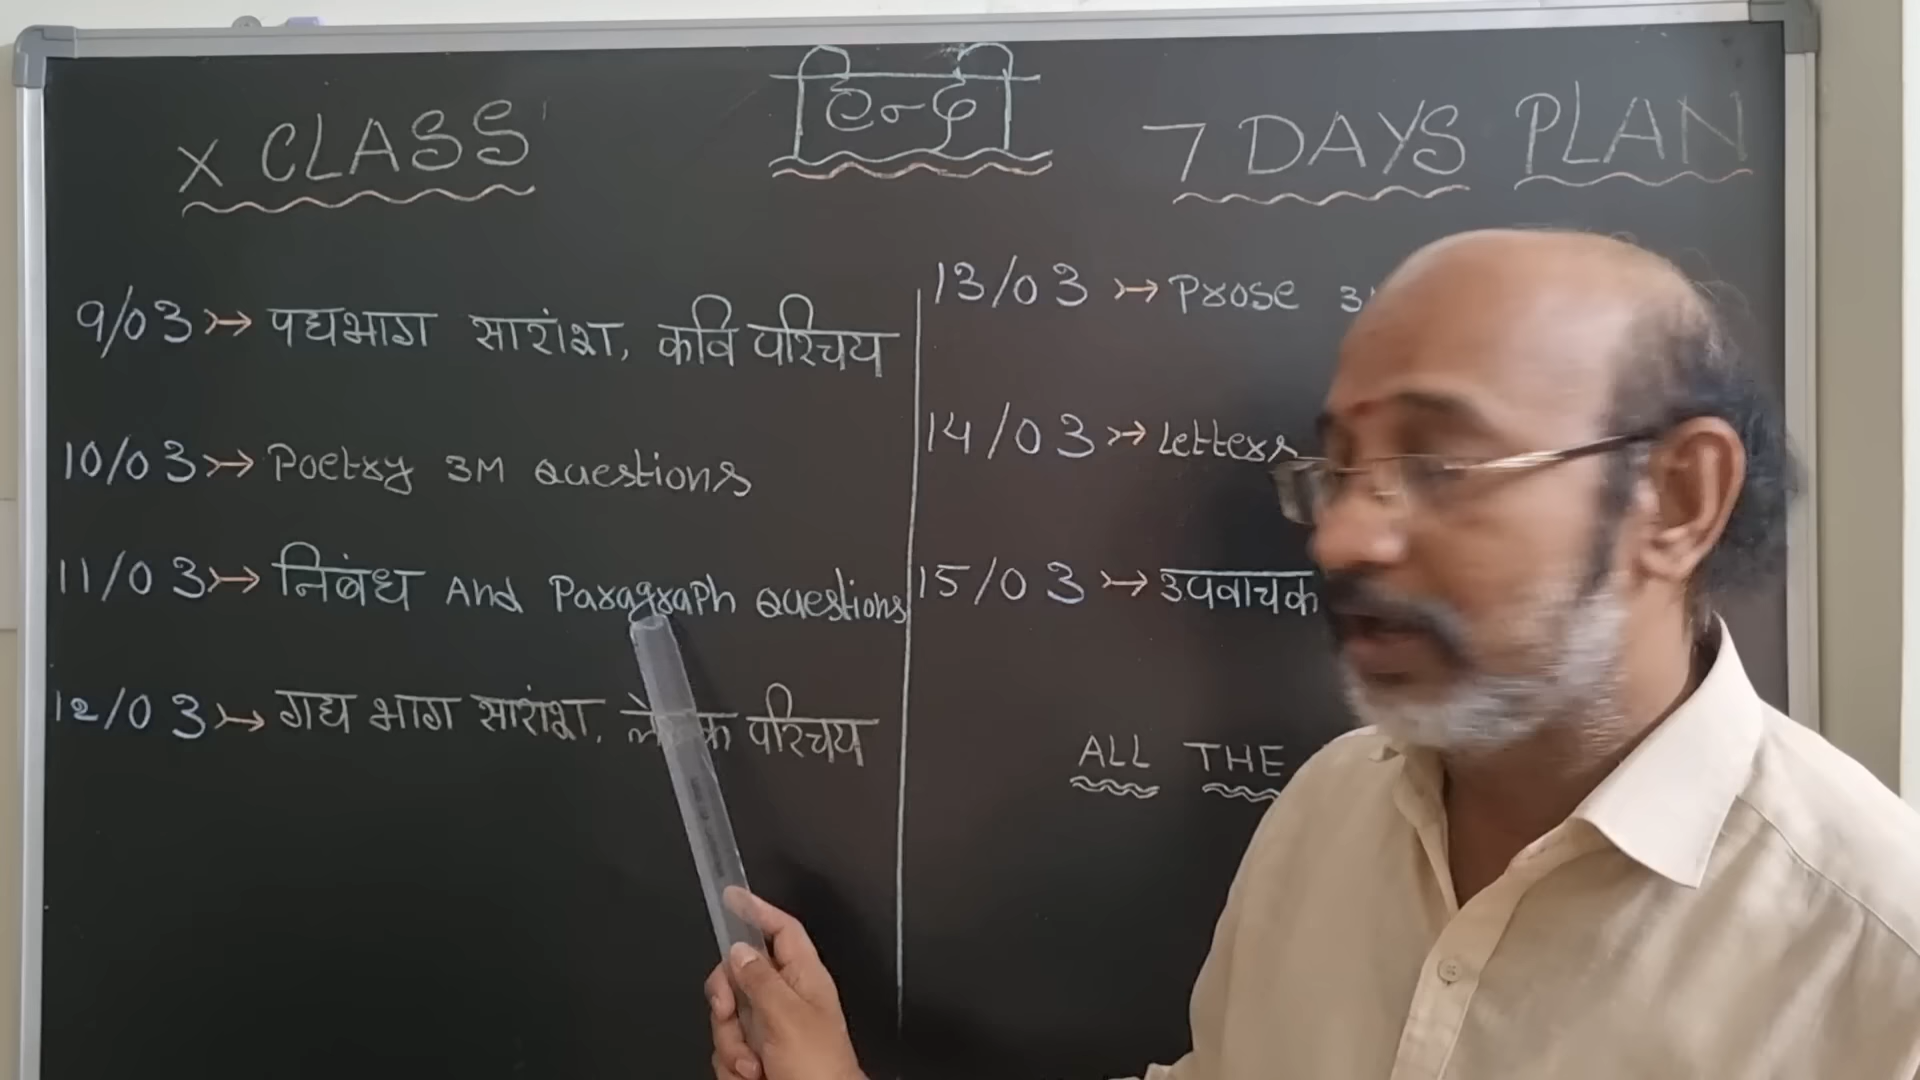 X CLASS
हिन्दी
7 DAYS PLAN
9/03 → पद्यभाग सारांश, कवि परिचय
10/03 → Poetry 3M Questions
11/03 → निबंध And Paragraph Questions
12/03 → गद्य भाग सारांश, परिचय
13/03 → Prose
14/03 → Letters
15/03 → उपवाचक
ALL THE